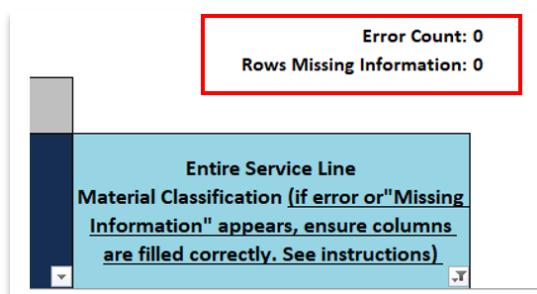 Error Count: 0
Rows Missing Information: 0
Entire Service Line
Material Classification (if error or"Missing
Information" appears, ensure columns
are filled correctly. See instructions)